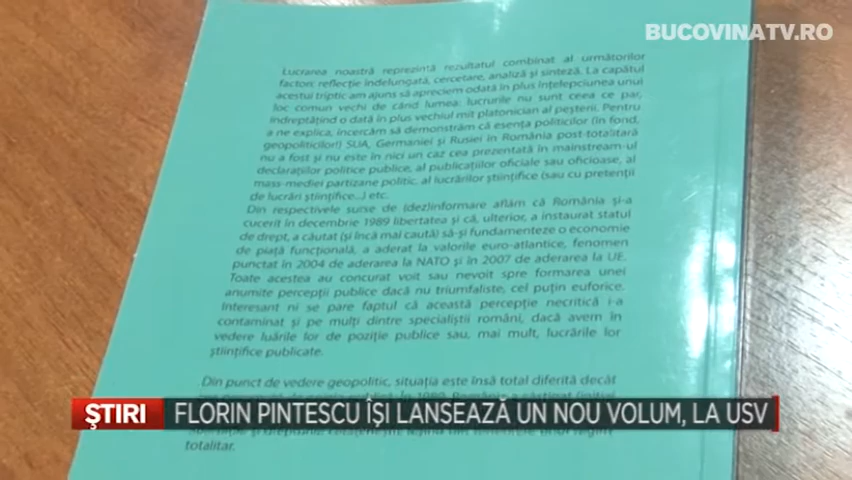 BUCOVINATV.RO
Lucrarea noastră reprezintă rezultatul combinat al următorilor
factori: reflecție îndelungată, cercetare, analiză și sinteză. La capătul
acestui triptic am ajuns să apreciem odată în plus înțelepciunea unui
loc comun vechi de când lumea: lucrurile nu sunt ceea ce par,
îndreptățind o dată în plus vechiul mit platonician al peșterii. Pentru
a ne explica, încercăm să demonstrăm că esența politicilor (în fond,
a geopoliticilor!) SUA, Germaniei și Rusiei în România post-totalitară
nu a fost și nu este în nici un caz cea prezentată în mainstream-ul
declarațiilor politice publice, al publicațiilor oficiale sau oficioase, al
mass-mediei partizane politic, al lucrărilor științifice (sau cu pretenții
de lucrări științifice...) etc.
Din respectivele surse de (dez)informare aflăm că România și-a
cucerit în decembrie 1989 libertatea și că, ulterior, a instaurat statul
de drept, a căutat (și încă mai caută) să-și fundamenteze o economie
de piață funcțională, a aderat la valorile euro-atlantice, fenomen
punctat în 2004 de aderarea la NATO și în 2007 de aderarea la UE.
Toate acestea au concurat voit sau nevoit spre formarea unei
anumite percepții publice dacă nu triumfaliste, cel puțin euforice.
Interesant ni se pare faptul că această percepție necritică i-a
contaminat și pe mulți dintre specialiștii români, dacă avem în
vedere luările lor de poziție publice sau, mai mult, lucrările lor
științifice publicate.
Din punct de vedere geopolitic, situația este însă total diferită decât
ŞTIRI FLORIN PINTESCU ÎȘI LANSEAZĂ UN NOU VOLUM, LA USV
totalitar.